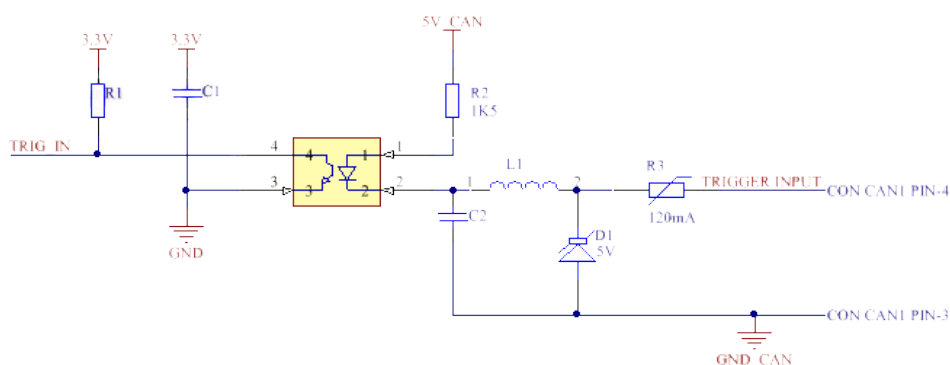 5V_CAN
3.3V
3.3V
R1
C1
R2
1K5
TRIG_IN
4
4
1
1
3
3
2
2
1
L1
2
R3
TRIGGER INPUT
CON CAN1 PIN-4
120mA
C2
D1
5V
GND
CON CAN1 PIN-3
GND_CAN